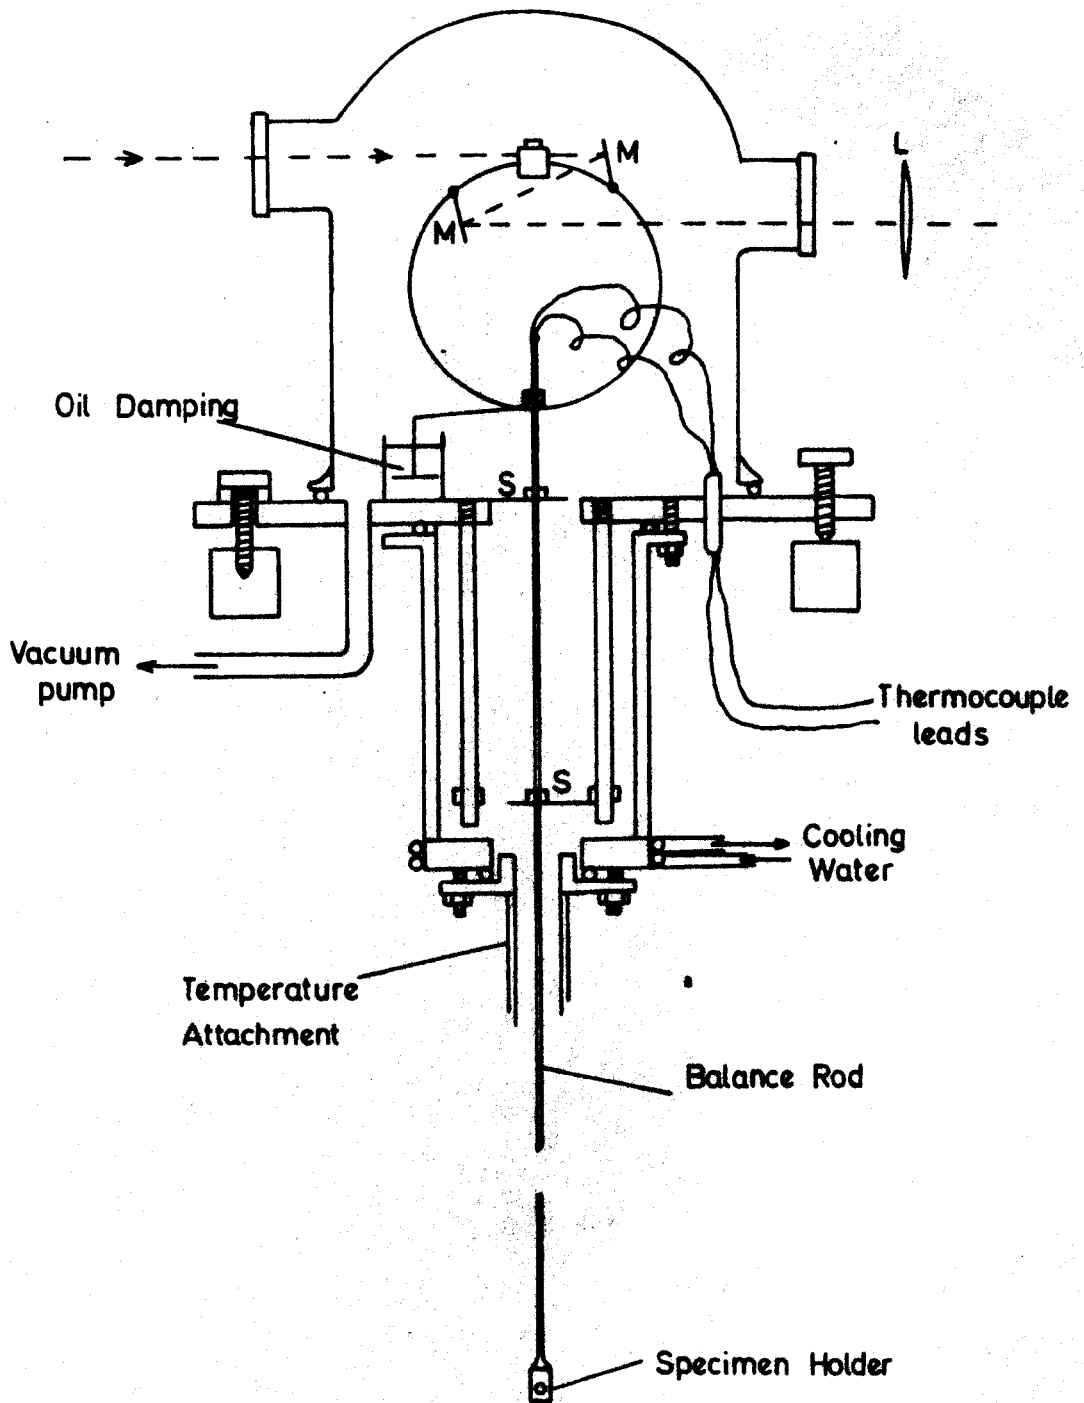 L
M
M
Oil Damping
S
Vacuum
pump
Thermocouple
leads
S
Cooling
Water
Temperature
Attachment
Balance Rod
Specimen Holder